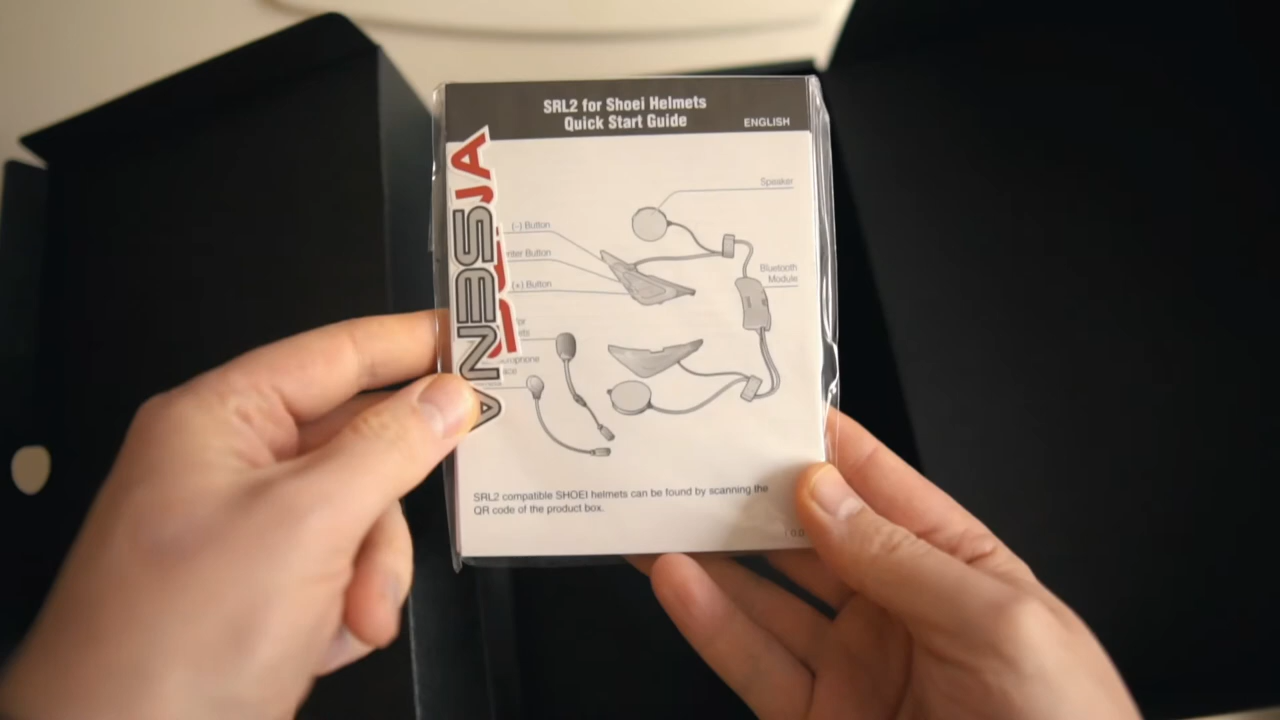 SRL2 for Shoei Helmets
Quick Start Guide
ENGLISH
Speaker
(-) Button
nter Button
(+) Button
Bluetooth
Module
SENA
SRL2 compatible SHOEI helmets can be found by scanning the
QR code of the product box.